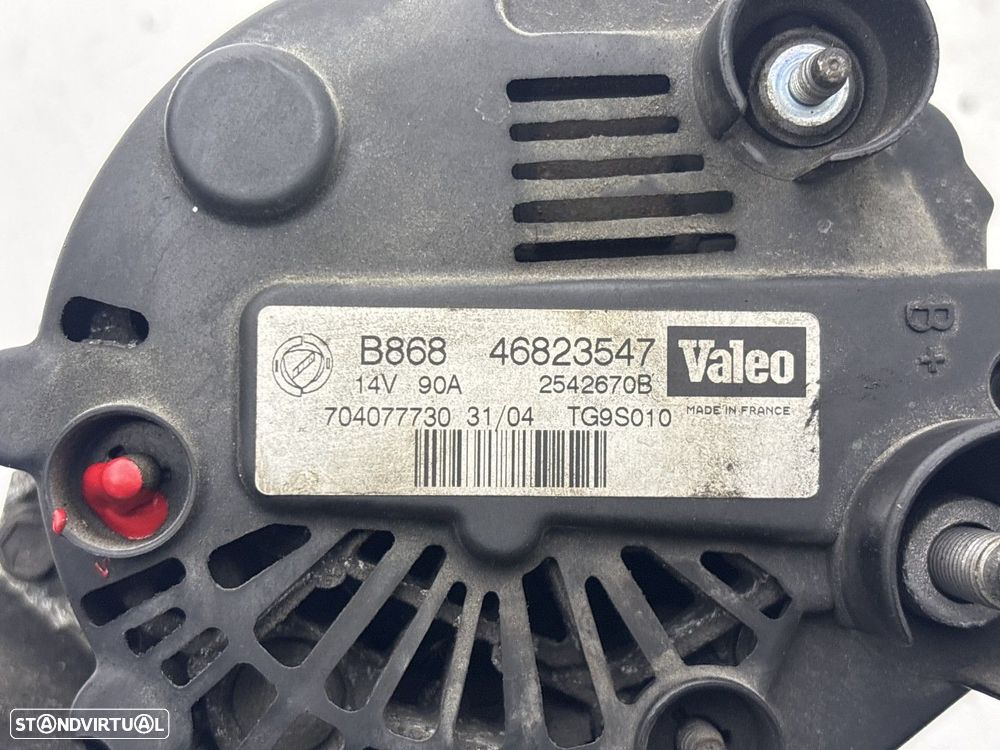 B868 46823547 Valeo
14V 90A 2542670B
704077730 31/04 TG9S010 MADE IN FRANCE
B+
STANDVIRTUAL